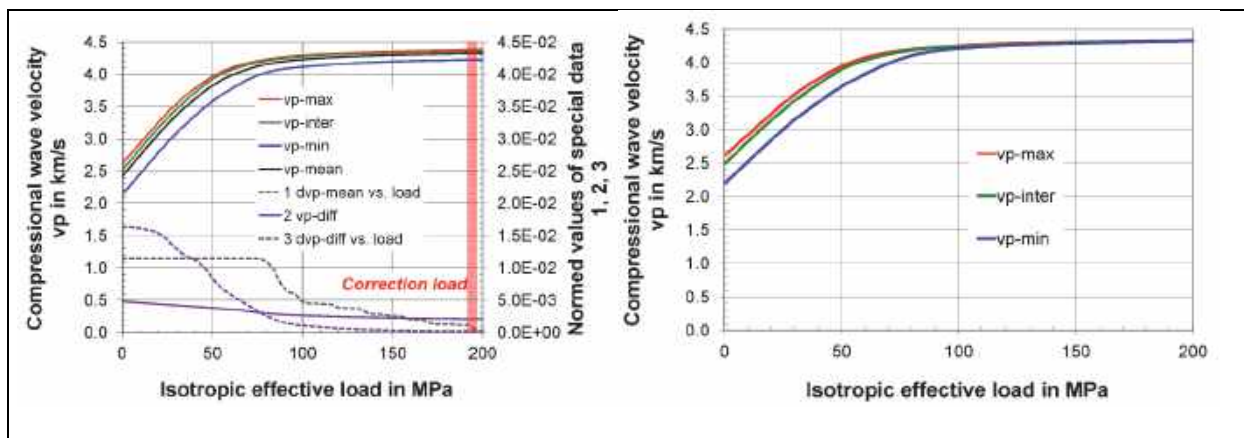 Compressional wave velocity
vp in km/s
4.5
4.0
3.5
3.0
2.5
2.0
1.5
1.0
0.5
0.0
vp-max
vp-inter
vp-min
vp-mean
1 dvp-mean vs. load
2 vp-diff
3 dvp-diff vs. load
Correction load
4.5E-02
4.0E-02
3.5E-02
3.0E-02
2.5E-02
2.0E-02
1.5E-02
1.0E-02
5.0E-03
0.0E+00
Normed values of special data
1, 2, 3
0 50 100 150 200
Isotropic effective load in MPa
Compressional wave velocity
vp in km/s
4.5
4.0
3.5
3.0
2.5
2.0
1.5
1.0
0.5
0.0
vp-max
vp-inter
vp-min
0 50 100 150 200
Isotropic effective load in MPa